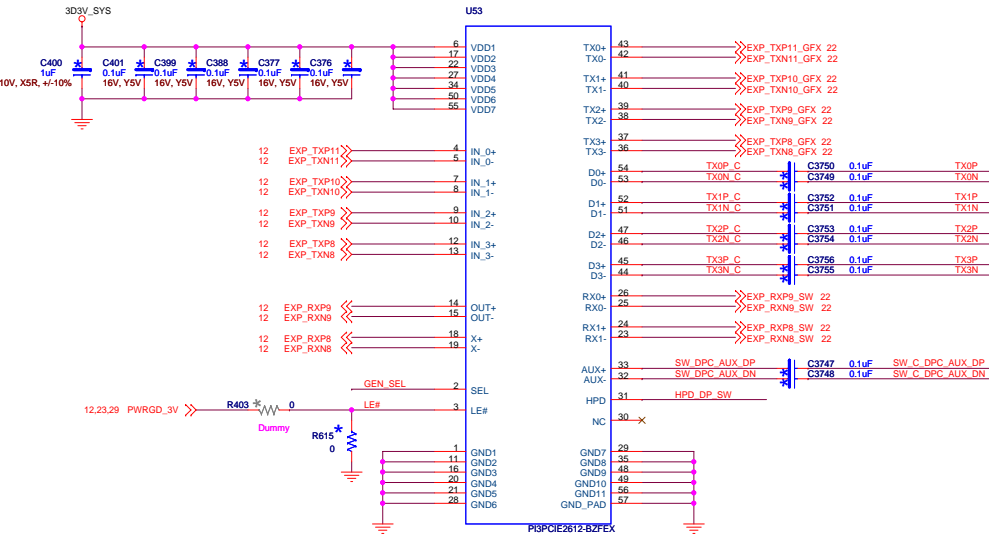 3D3V_SYS
U53
C400
1uF
10V, X5R, +/-10%
C401
0.1uF
16V, Y5V
C399
0.1uF
16V, Y5V
C388
0.1uF
16V, Y5V
C377
0.1uF
16V, Y5V
C376
0.1uF
16V, Y5V
6 VDD1
17 VDD2
22 VDD3
27 VDD4
34 VDD5
50 VDD6
55 VDD7
12 EXP_TXP11 4 IN_0+
12 EXP_TXN11 5 IN_0-
12 EXP_TXP10 7 IN_1+
12 EXP_TXN10 8 IN_1-
12 EXP_TXP9 9 IN_2+
12 EXP_TXN9 10 IN_2-
12 EXP_TXP8 12 IN_3+
12 EXP_TXN8 13 IN_3-
12 EXP_RXP9 14 OUT+
12 EXP_RXN9 15 OUT-
12 EXP_RXP8 18 X+
12 EXP_RXN8 19 X-
GEN_SEL 2 SEL
12,23,29 PWRGD_3V R403 0 LE# 3 LE#
Dummy
R615
0
1 GND1
11 GND2
16 GND3
20 GND4
21 GND5
28 GND6
TX0+ 43 EXP_TXP11_GFX 22
TX0- 42 EXP_TXN11_GFX 22
TX1+ 41 EXP_TXP10_GFX 22
TX1- 40 EXP_TXN10_GFX 22
TX2+ 39 EXP_TXP9_GFX 22
TX2- 38 EXP_TXN9_GFX 22
TX3+ 37 EXP_TXP8_GFX 22
TX3- 36 EXP_TXN8_GFX 22
D0+ 54 TX0P_C C3750 0.1uF TX0P
D0- 53 TX0N_C C3749 0.1uF TX0N
D1+ 52 TX1P_C C3752 0.1uF TX1P
D1- 51 TX1N_C C3751 0.1uF TX1N
D2+ 47 TX2P_C C3753 0.1uF TX2P
D2- 46 TX2N_C C3754 0.1uF TX2N
D3+ 45 TX3P_C C3756 0.1uF TX3P
D3- 44 TX3N_C C3755 0.1uF TX3N
RX0+ 26 EXP_RXP9_SW 22
RX0- 25 EXP_RXN9_SW 22
RX1+ 24 EXP_RXP8_SW 22
RX1- 23 EXP_RXN8_SW 22
AUX+ 33 SW_DPC_AUX_DP C3747 0.1uF SW_C_DPC_AUX_DP
AUX- 32 SW_DPC_AUX_DN C3748 0.1uF SW_C_DPC_AUX_DN
HPD 31 HPD_DP_SW
NC 30
GND7 29
GND8 35
GND9 48
GND10 49
GND11 56
GND_PAD 57
PI3PCIE2612-BZFEX